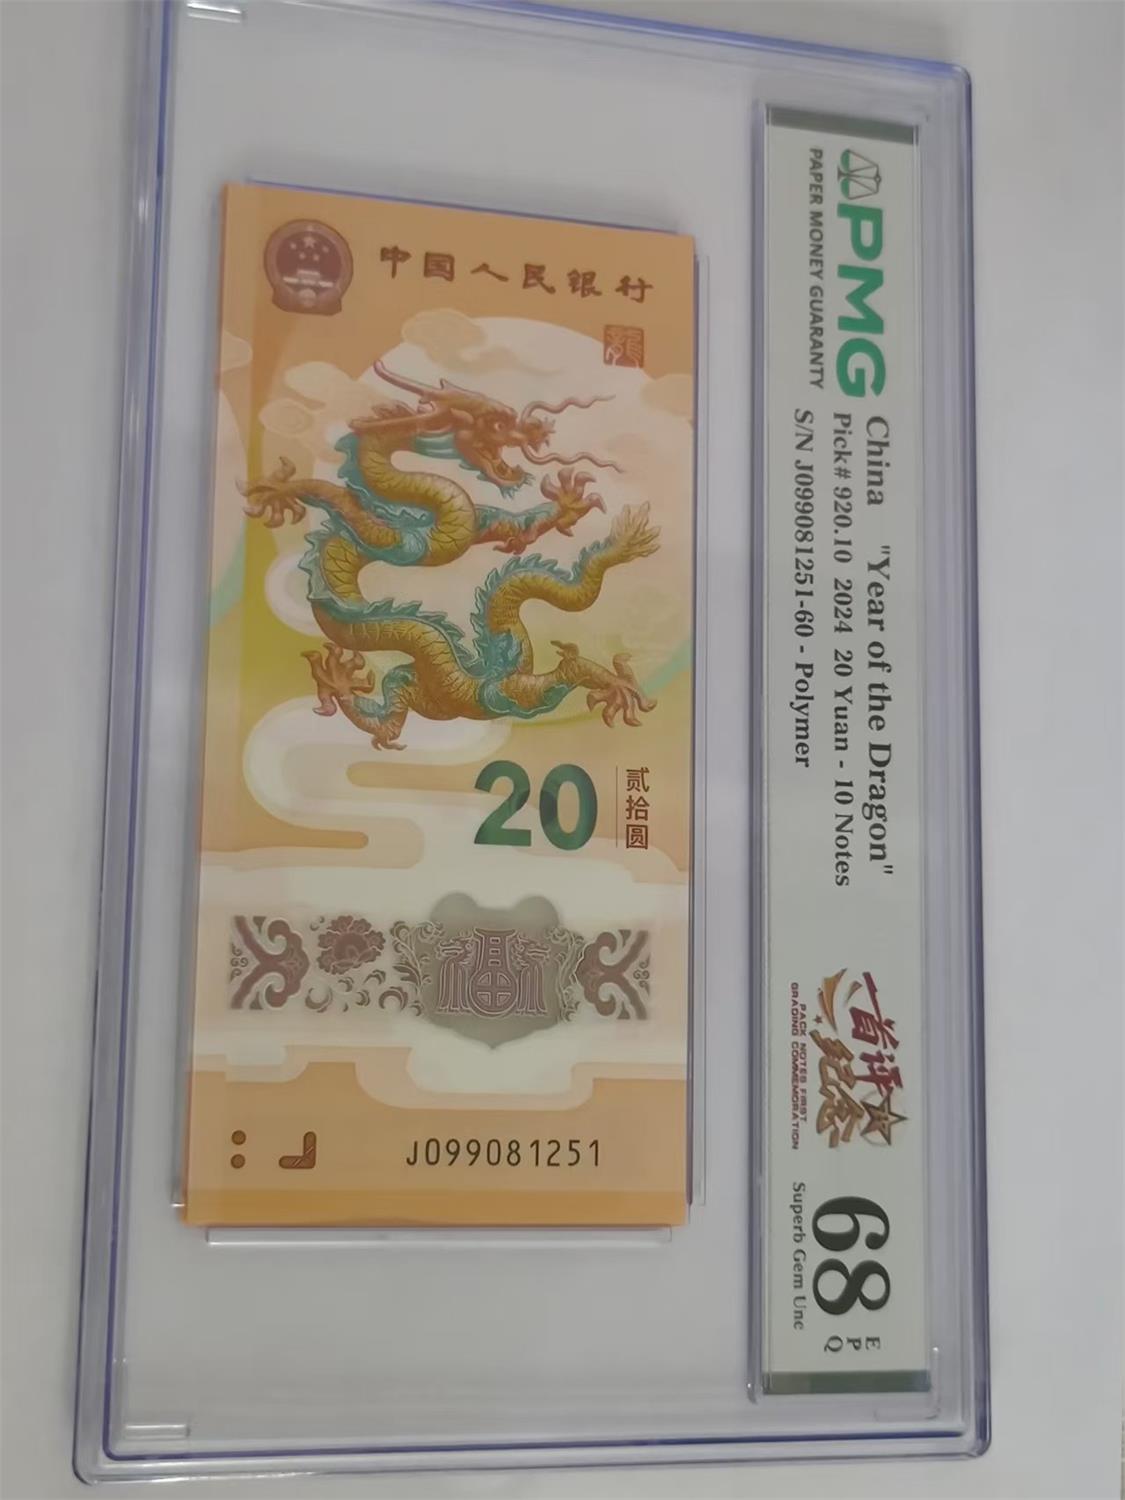 中国人民银行
龍
20
贰拾圆
福
J099081251
PMG
PAPER MONEY GUARANTY
China "Year of the Dragon"
Pick# 920.10 2024 20 Yuan - 10 Notes
S/N J099081251-60 - Polymer
首评
纪念
PACK NOTES FIRST
GRADING COMMEMORATION
68
EPQ
Superb Gem Unc